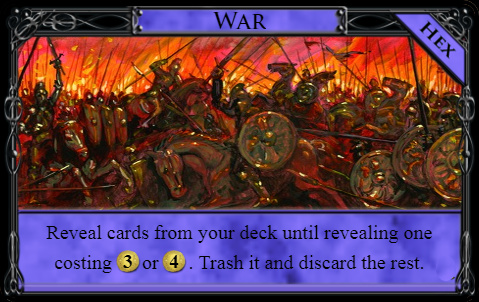 WAR
HEX
Reveal cards from your deck until revealing one
costing 3 or 4. Trash it and discard the rest.